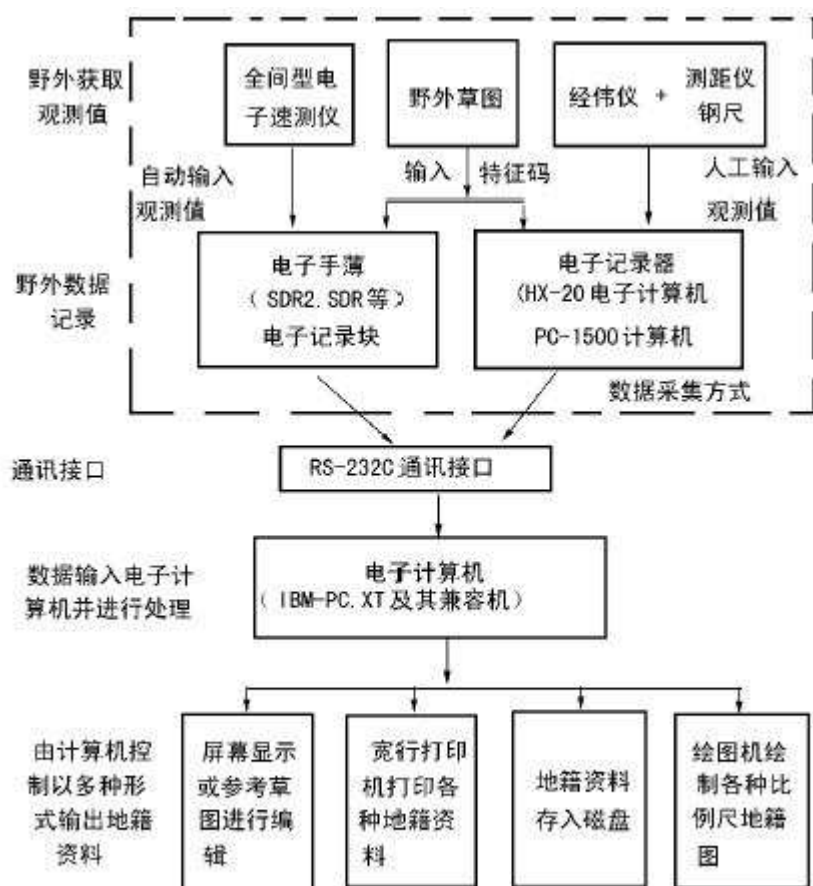 野外获取
观测值
全间型电
子速测仪
野外草图
经伟仪 + 测距仪
钢尺
自动输入
观测值
输入 特征码
人工输入
观测值
野外数据
记录
电子手薄
(SDR2.SDR等)
电子记录块
电子记录器
(HX-20电子计算机
PC-1500计算机
数据采集方式
通讯接口
RS-232C通讯接口
数据输入电子计
算机并进行处理
电子计算机
(IBM-PC.XT及其兼容机)
由计算机控
制以多种形
式输出地籍
资料
屏幕显示
或参考草
图进行编
辑
宽行打印
机打印各
种地籍资
料
地籍资料
存入磁盘
绘图机绘
制各种比
例尺地籍
图